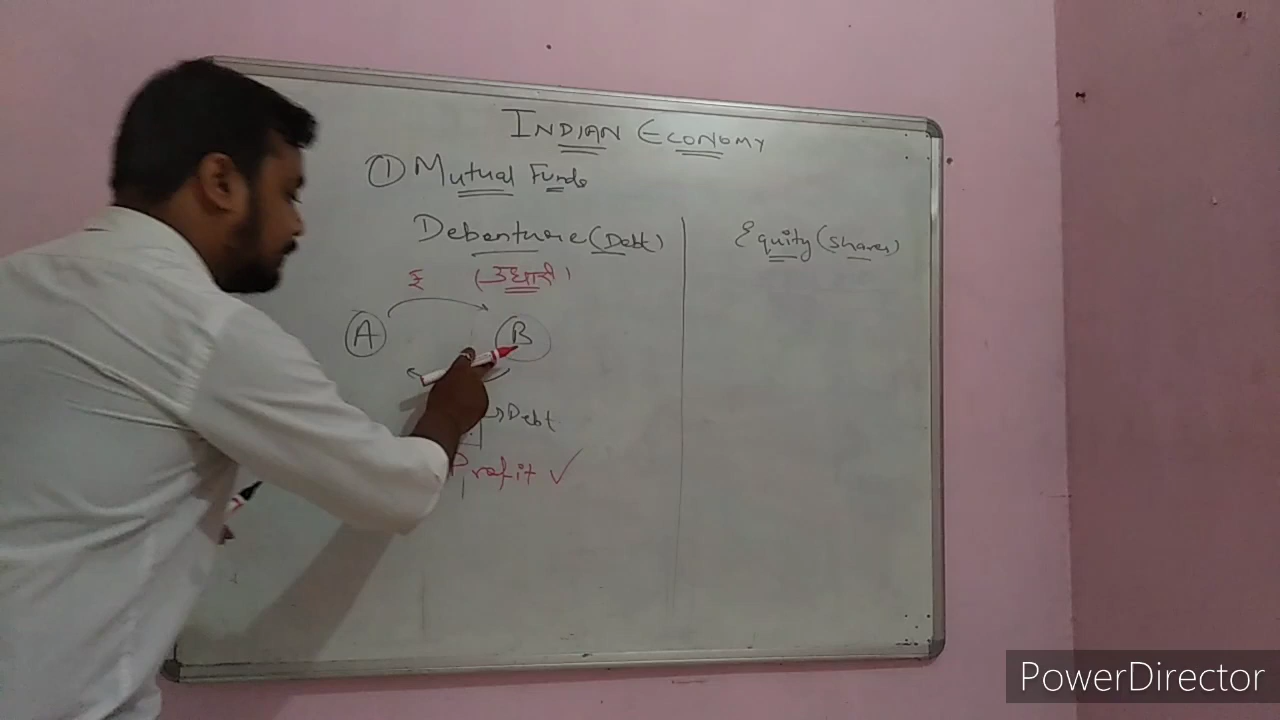 INDIAN ECONOMY
① Mutual Funds
Debenture (Debt)
Equity (Shares)
₹ (उधारी)
A
B
→ Debt
Profit ✓
PowerDirector